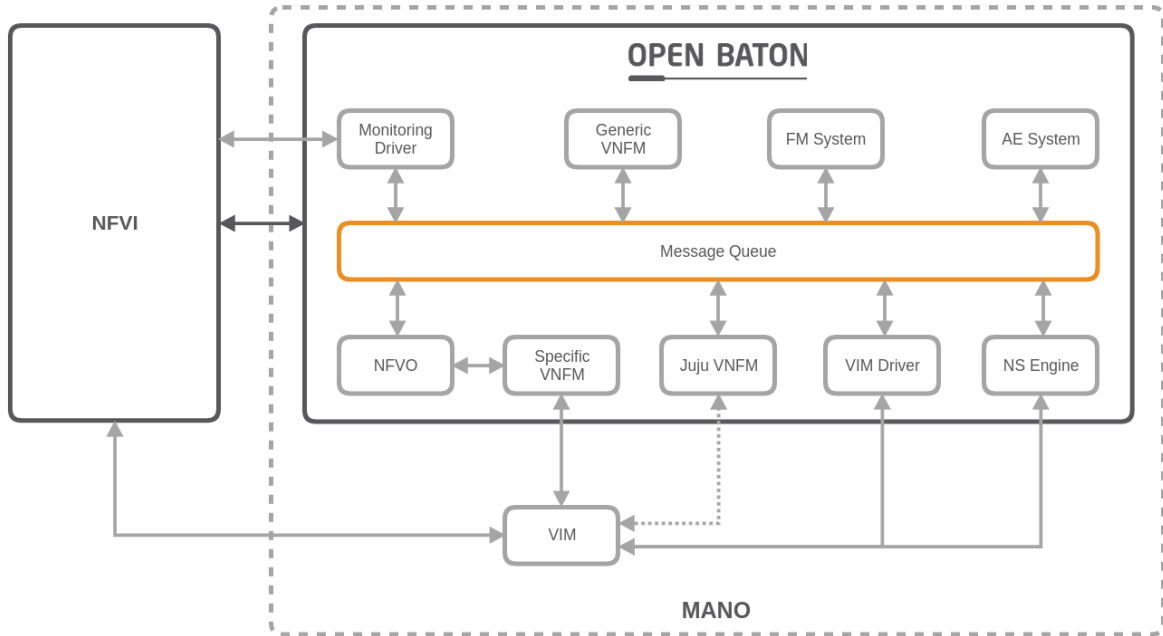 OPEN BATON
Monitoring
Driver
Generic
VNFM
FM System
AE System
NFVI
Message Queue
NFVO
Specific
VNFM
Juju VNFM
VIM Driver
NS Engine
VIM
MANO